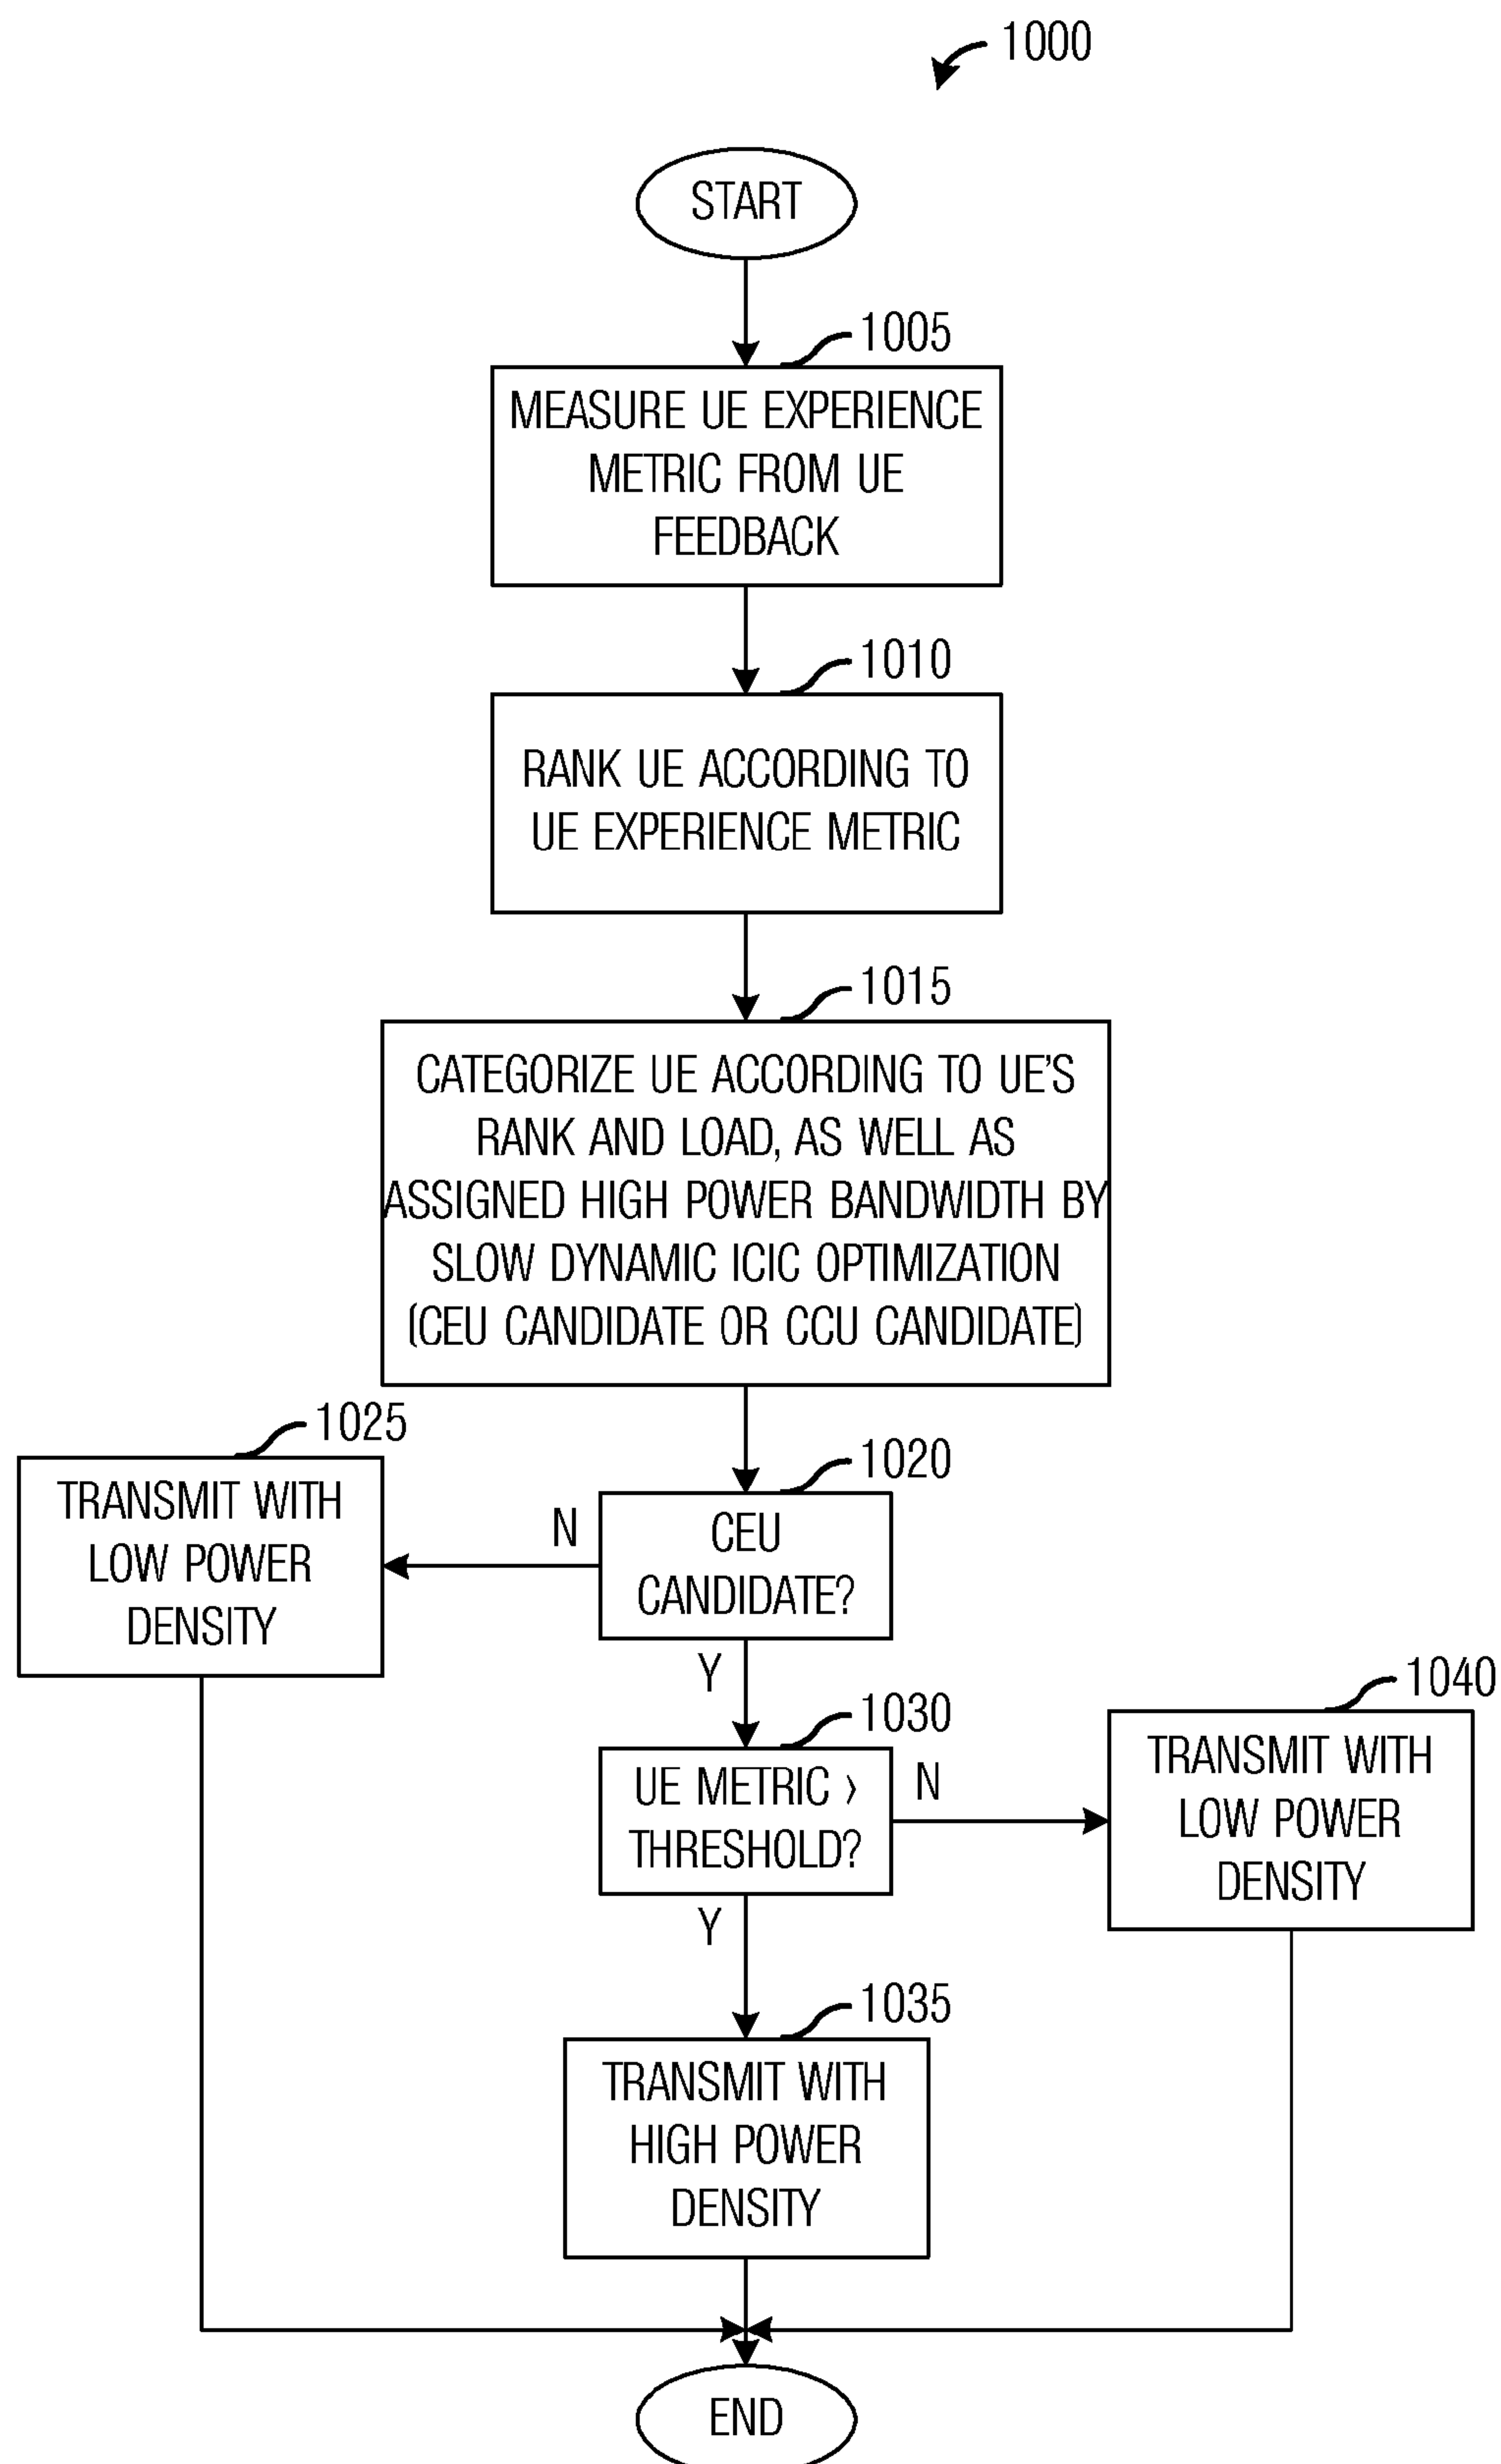 1000
START
1005
MEASURE UE EXPERIENCE
METRIC FROM UE
FEEDBACK
1010
RANK UE ACCORDING TO
UE EXPERIENCE METRIC
1015
CATEGORIZE UE ACCORDING TO UE'S
RANK AND LOAD, AS WELL AS
ASSIGNED HIGH POWER BANDWIDTH BY
SLOW DYNAMIC ICIC OPTIMIZATION
(CEU CANDIDATE OR CCU CANDIDATE)
1025
TRANSMIT WITH
LOW POWER
DENSITY
N
1020
CEU
CANDIDATE?
Y
1030
UE METRIC >
THRESHOLD?
N
1040
TRANSMIT WITH
LOW POWER
DENSITY
Y
1035
TRANSMIT WITH
HIGH POWER
DENSITY
END